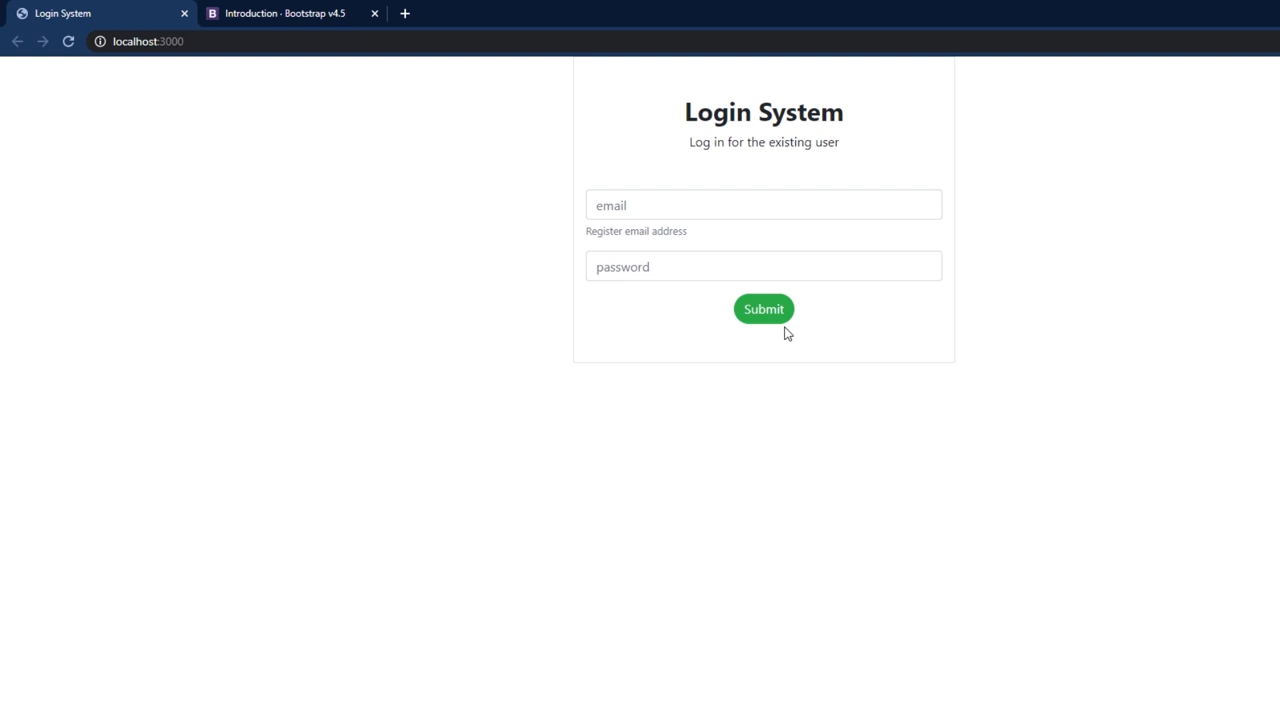 Login System
Introduction · Bootstrap v4.5
localhost:3000
Login System
Log in for the existing user
email
Register email address
password
Submit